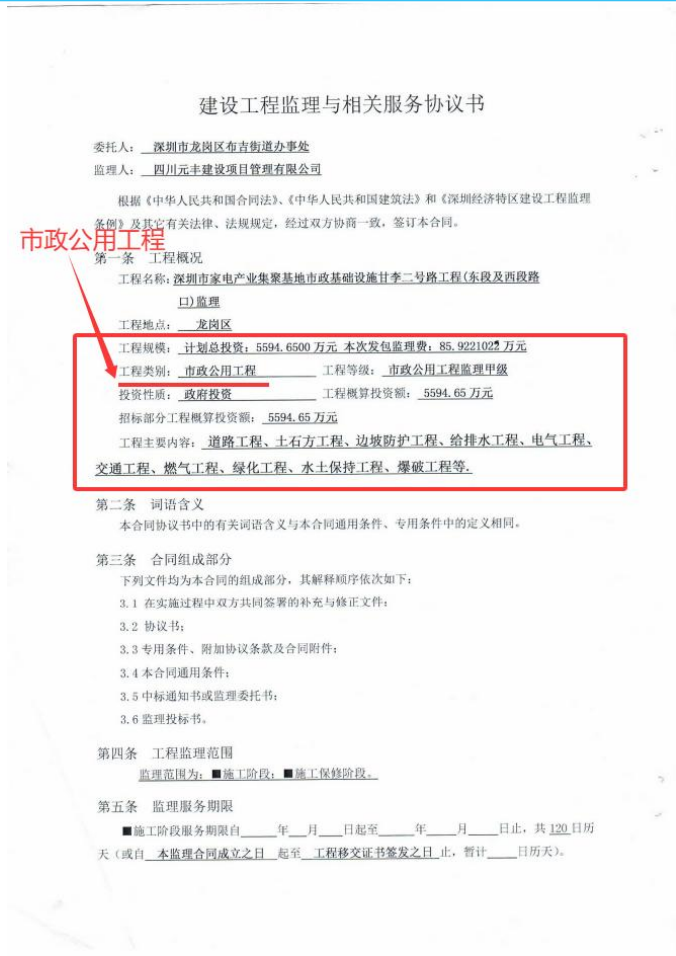 建设工程监理与相关服务协议书
委托人： 深圳市龙岗区布吉街道办事处
监理人： 四川元丰建设项目管理有限公司
根据《中华人民共和国合同法》、《中华人民共和国建筑法》和《深圳经济特区建设工程监理
条例》及其它有关法律、法规规定，经过双方协商一致，签订本合同。
市政公用工程
第一条 工程概况
工程名称：深圳市家电产业集聚基地市政基础设施甘李二号路工程(东段及西段路
口)监理
工程地点： 龙岗区
工程规模： 计划总投资：5594.6500 万元 本次发包监理费：85.9221022 万元
工程类别： 市政公用工程 工程等级： 市政公用工程监理甲级
投资性质： 政府投资 工程概算投资额： 5594.65 万元
招标部分工程概算投资额： 5594.65 万元
工程主要内容： 道路工程、土石方工程、边坡防护工程、给排水工程、电气工程、
交通工程、燃气工程、绿化工程、水土保持工程、爆破工程等.
第二条 词语含义
本合同协议书中的有关词语含义与本合同通用条件、专用条件中的定义相同。
第三条 合同组成部分
下列文件均为本合同的组成部分，其解释顺序依次如下：
3.1 在实施过程中双方共同签署的补充与修正文件；
3.2 协议书；
3.3 专用条件、附加协议条款及合同附件；
3.4 本合同通用条件；
3.5 中标通知书或监理委托书；
3.6 监理投标书。
第四条 工程监理范围
监理范围为：■施工阶段；■施工保修阶段。
第五条 监理服务期限
■施工阶段服务期限自____年__月__日起至____年__月__日止，共 120 日历
天（或自 本监理合同成立之日 起至 工程移交证书签发之日 止，暂计____日历天）。